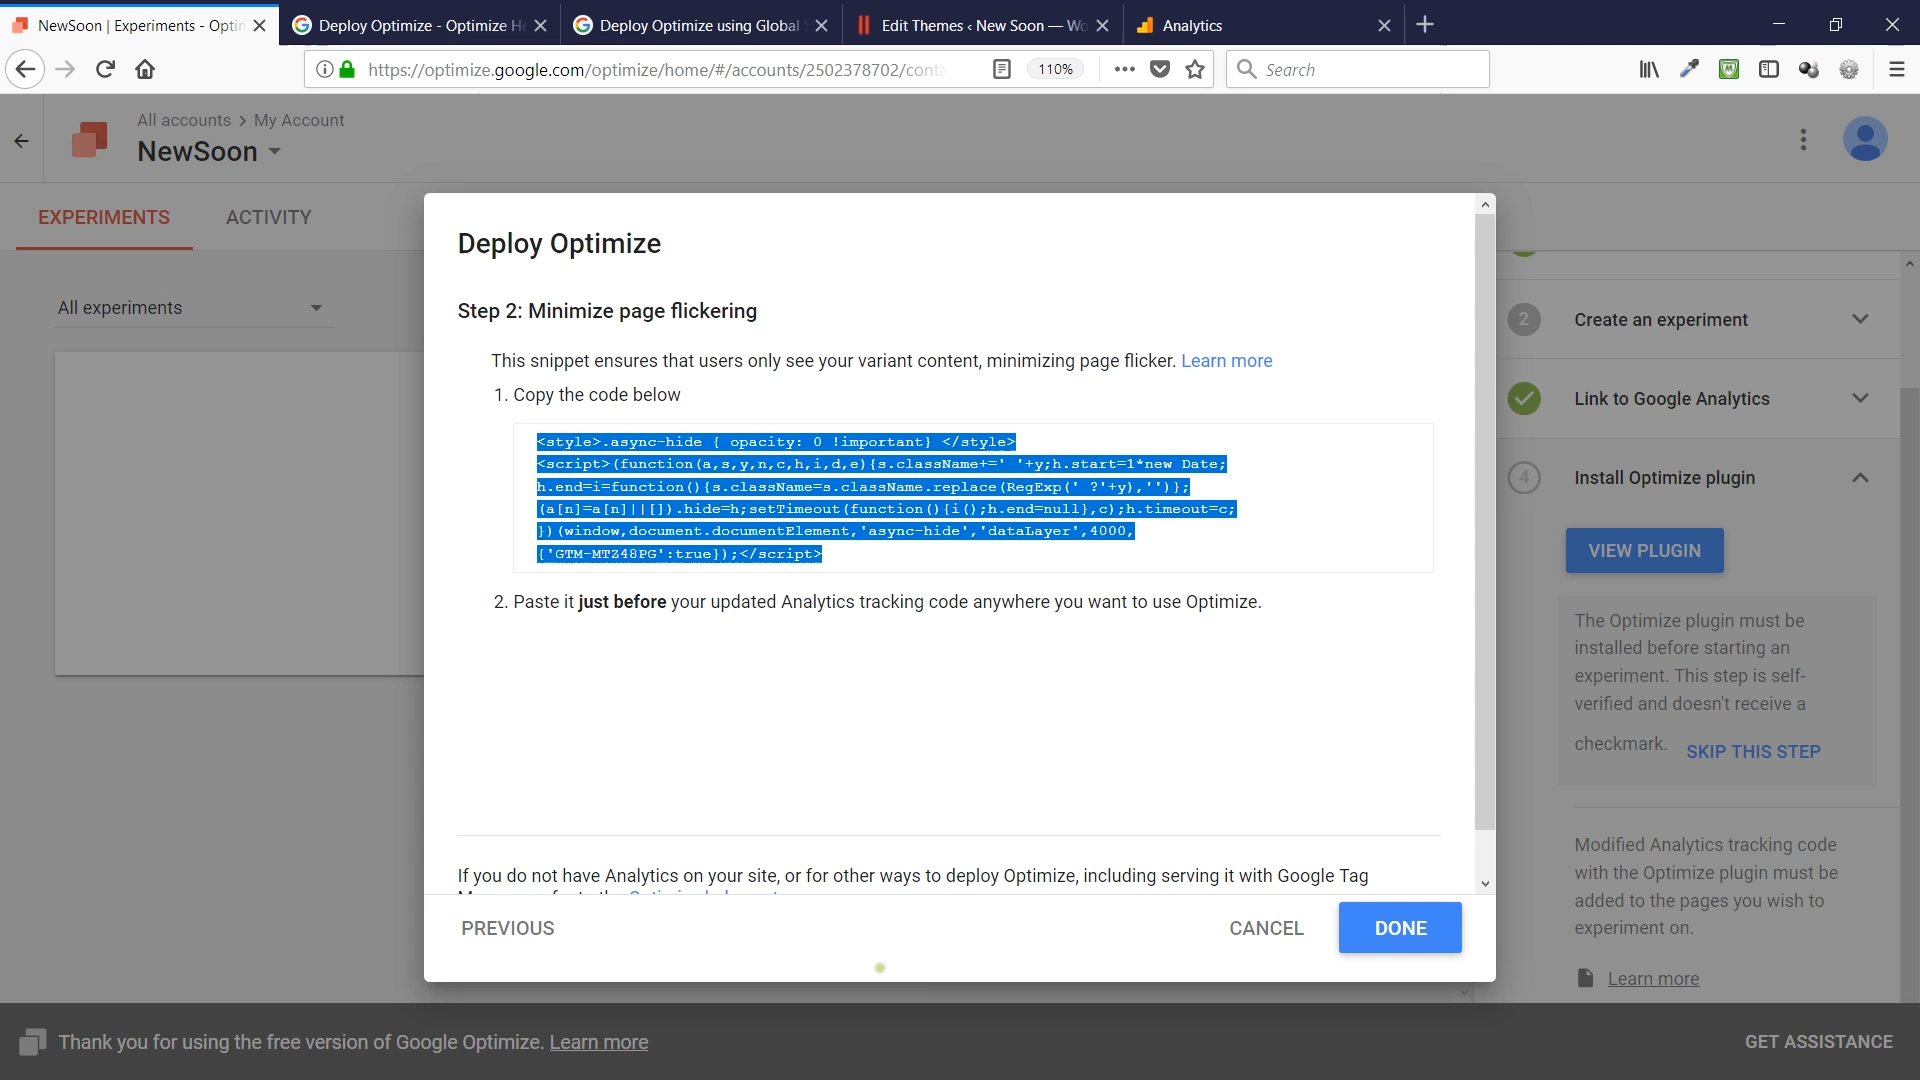 NewSoon | Experiments - Optin
Deploy Optimize - Optimize He
Deploy Optimize using Global S
Edit Themes ‹ New Soon — Wo
Analytics
https://optimize.google.com/optimize/home/#/accounts/2502378702/conta
110%
Search
All accounts > My Account
NewSoon
EXPERIMENTS
ACTIVITY
All experiments
Deploy Optimize
Step 2: Minimize page flickering
This snippet ensures that users only see your variant content, minimizing page flicker. Learn more
1. Copy the code below
<style>.async-hide { opacity: 0 !important} </style>
<script>(function(a,s,y,n,c,h,i,d,e){s.className+=' '+y;h.start=1*new Date;
h.end=i=function(){s.className=s.className.replace(RegExp(' ?'+y),'')};
(a[n]=a[n]||[]).hide=h;setTimeout(function(){i();h.end=null},c);h.timeout=c;
})(window,document.documentElement,'async-hide','dataLayer',4000,
{'GTM-MTZ48PG':true});</script>
2. Paste it just before your updated Analytics tracking code anywhere you want to use Optimize.
If you do not have Analytics on your site, or for other ways to deploy Optimize, including serving it with Google Tag
PREVIOUS
CANCEL
DONE
2
Create an experiment
Link to Google Analytics
4
Install Optimize plugin
VIEW PLUGIN
The Optimize plugin must be
installed before starting an
experiment. This step is self-
verified and doesn't receive a
checkmark. SKIP THIS STEP
Modified Analytics tracking code
with the Optimize plugin must be
added to the pages you wish to
experiment on.
Learn more
Thank you for using the free version of Google Optimize. Learn more
GET ASSISTANCE